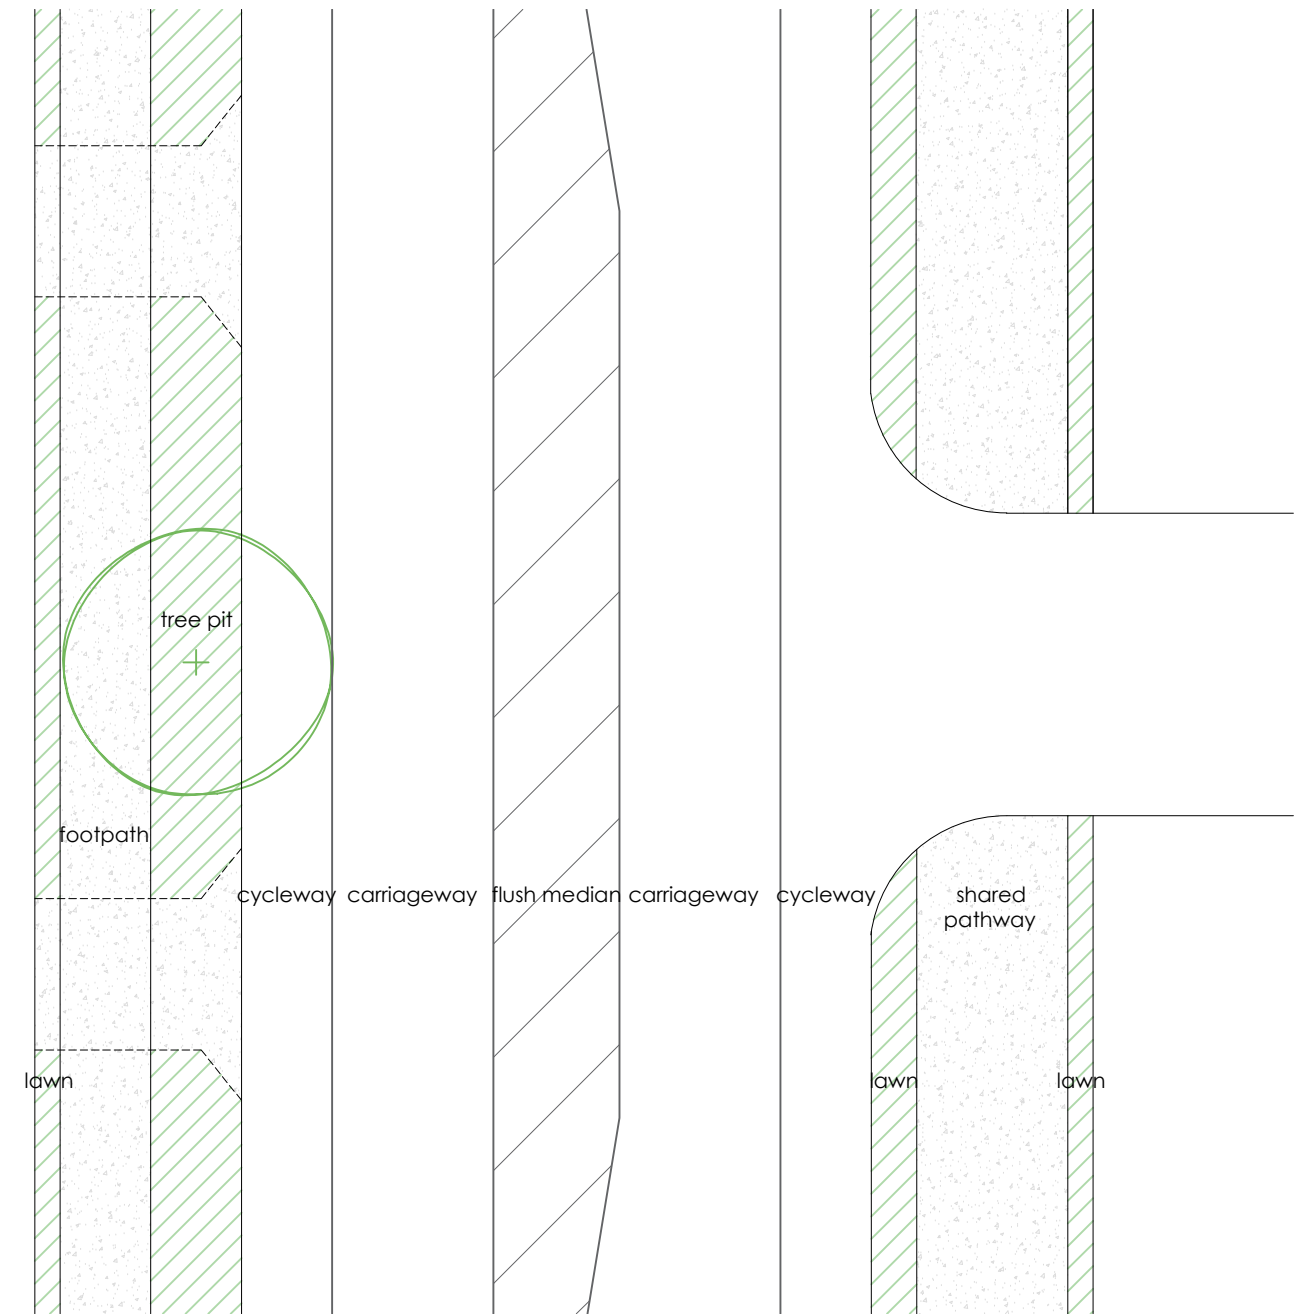 tree pit
footpath
cycleway carriageway flush median carriageway cycleway shared
pathway
lawn lawn lawn